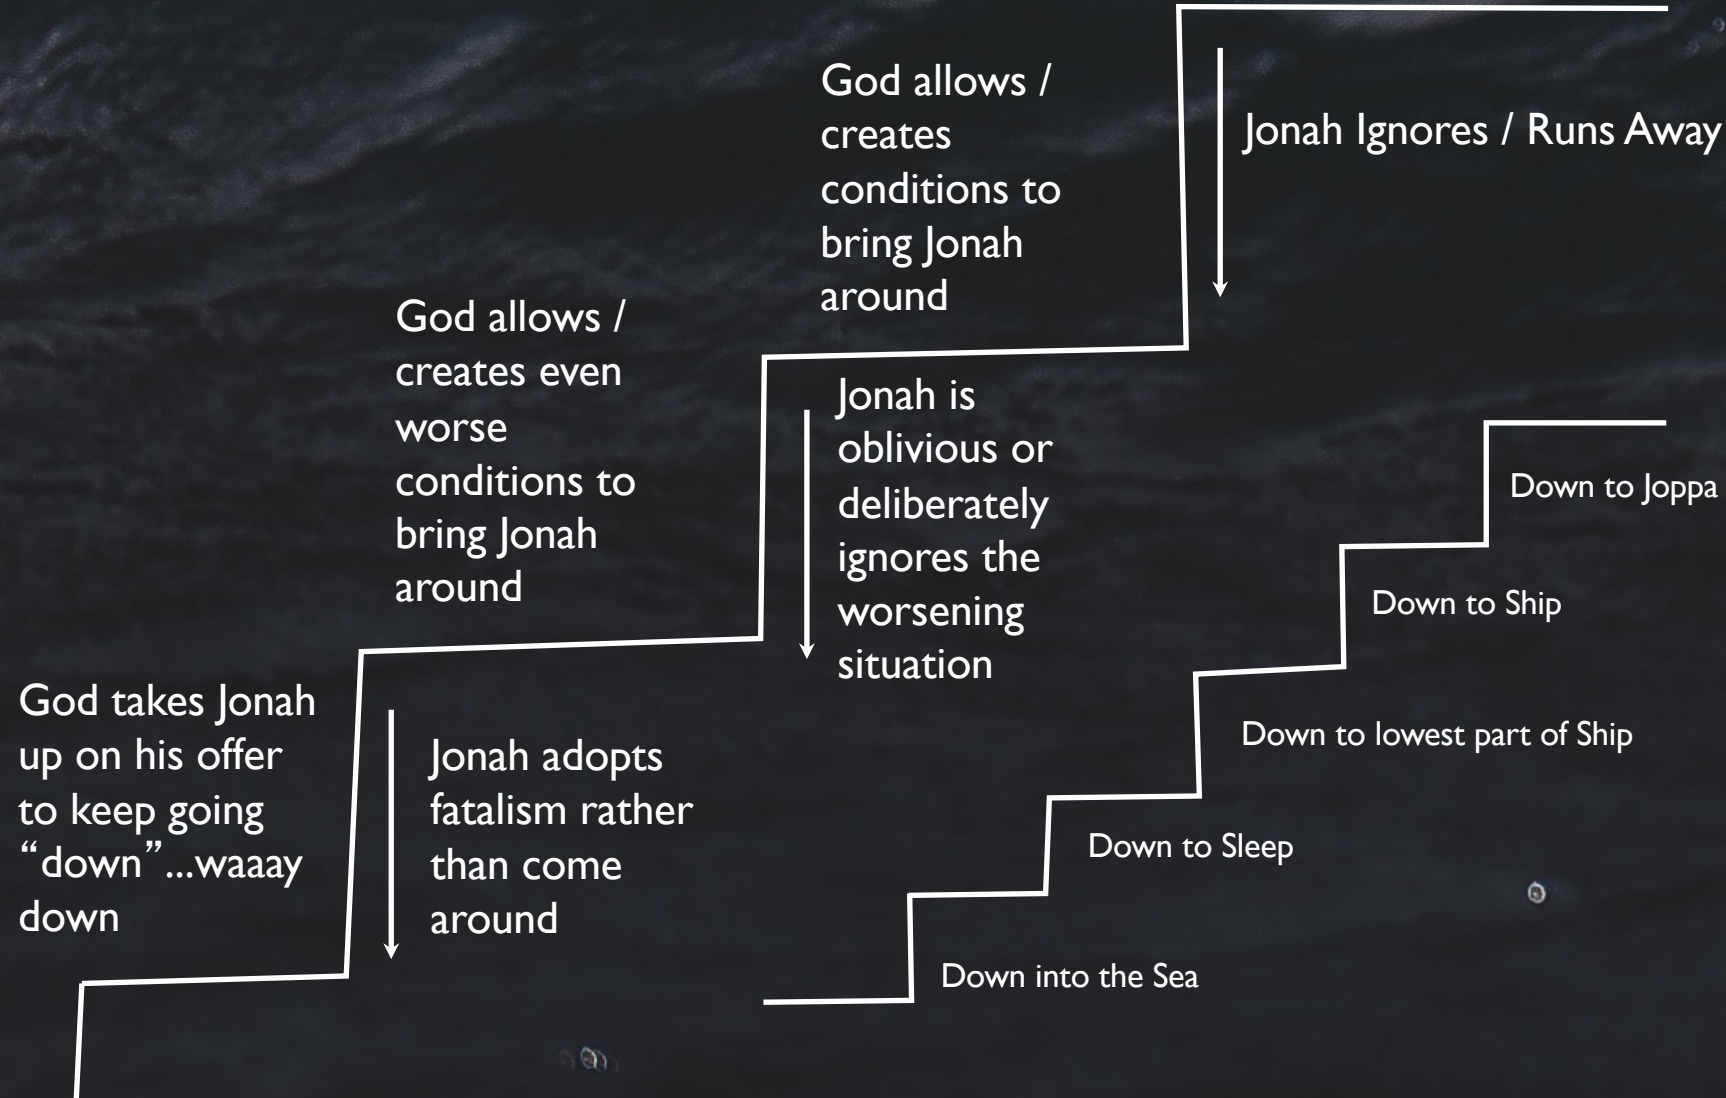 Jonah Ignores / Runs Away
God allows /
creates
conditions to
bring Jonah
around
Jonah is
oblivious or
deliberately
ignores the
worsening
situation
God allows /
creates even
worse
conditions to
bring Jonah
around
Jonah adopts
fatalism rather
than come
around
God takes Jonah
up on his offer
to keep going
“down”...waaay
down
Down to Joppa
Down to Ship
Down to lowest part of Ship
Down to Sleep
Down into the Sea